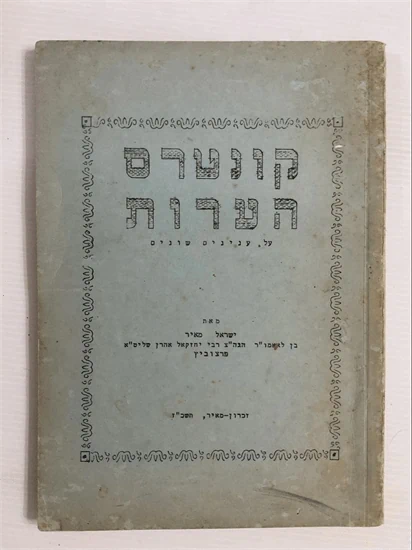 קונטרס
הערות
על ענינים שונים
מאת
ישראל מאיר
בן לאאמו"ר הגה"צ רבי יחזקאל אהרן שליט"א
פרצוביץ
זכרון-מאיר, תשכ"ז